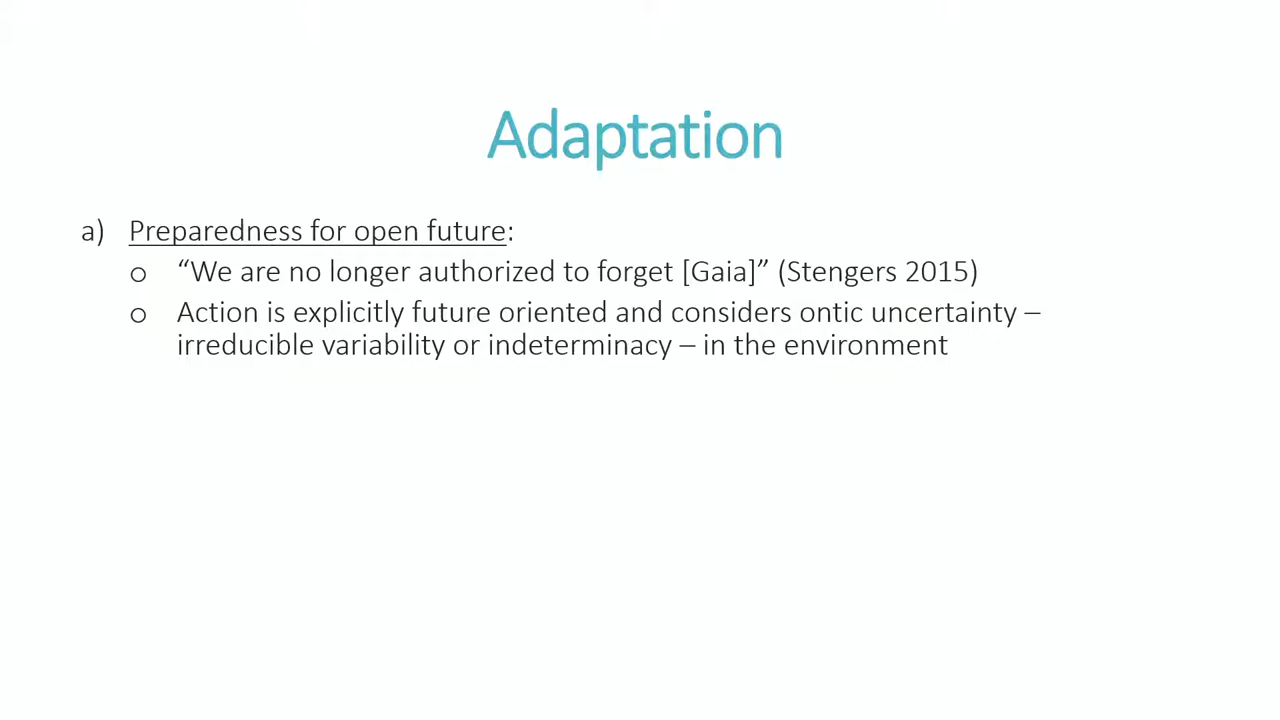 Adaptation
a) Preparedness for open future:
o “We are no longer authorized to forget [Gaia]” (Stengers 2015)
o Action is explicitly future oriented and considers ontic uncertainty –
irreducible variability or indeterminacy – in the environment